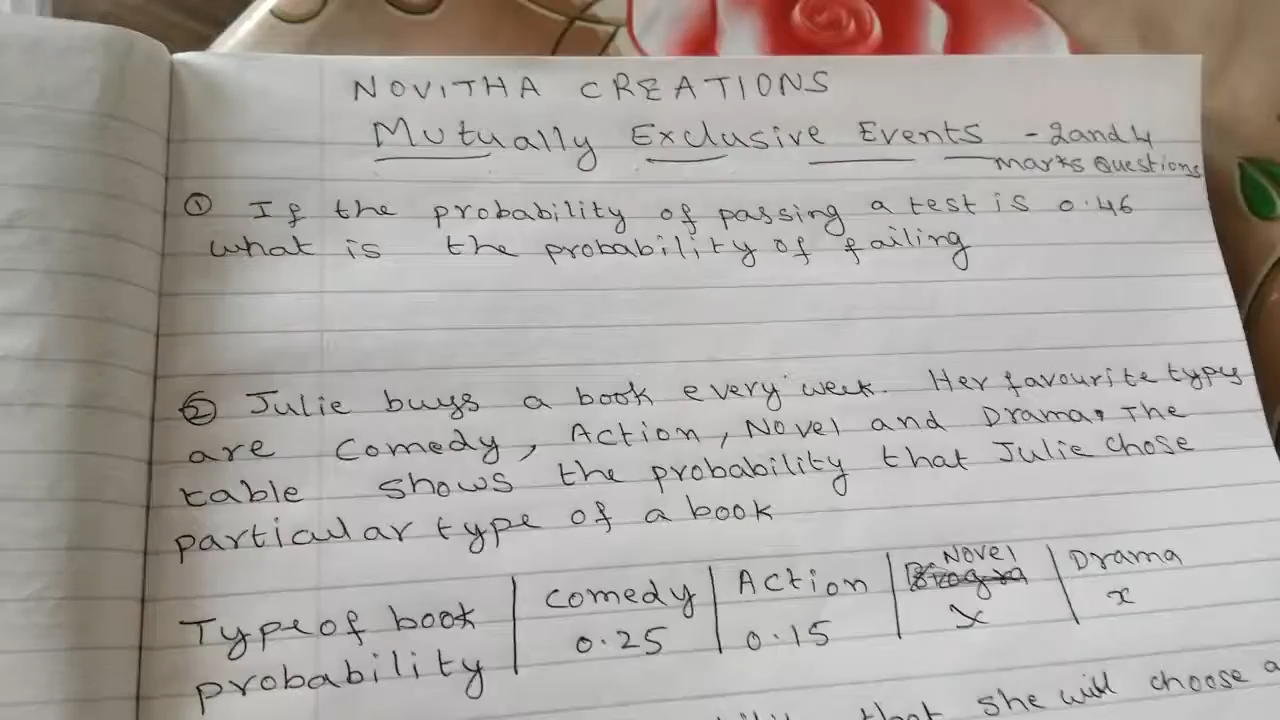 NOVITHA CREATIONS
Mutually Exclusive Events - 2 and 4
marks Questions
① If the probability of passing a test is 0.46
what is the probability of failing
② Julie buys a book every week. Her favourite types
are Comedy, Action, Novel and Drama. The
table shows the probability that Julie chose
particular type of a book
Type of book | Comedy | Action | Novel | Drama
probability | 0.25 | 0.15 | x | x
that she will choose a